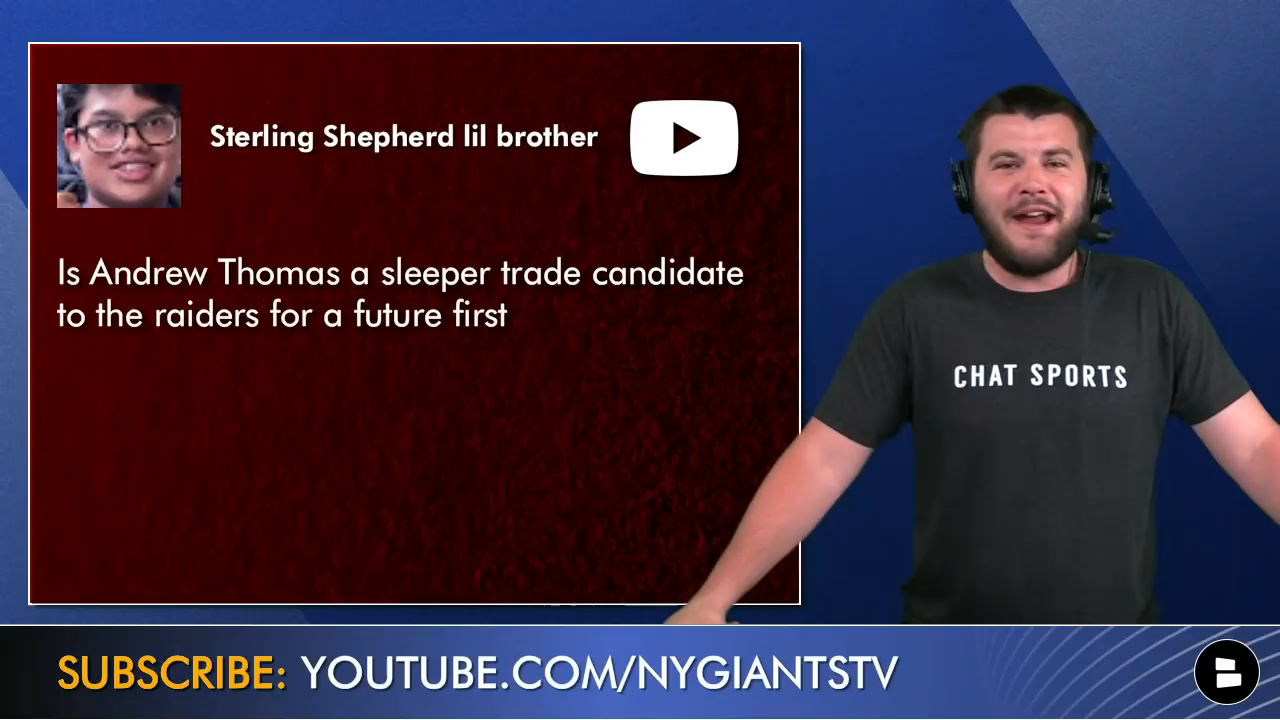 Sterling Shepherd lil brother
Is Andrew Thomas a sleeper trade candidate
to the raiders for a future first
CHAT SPORTS
SUBSCRIBE: YOUTUBE.COM/NYGIANTSTV